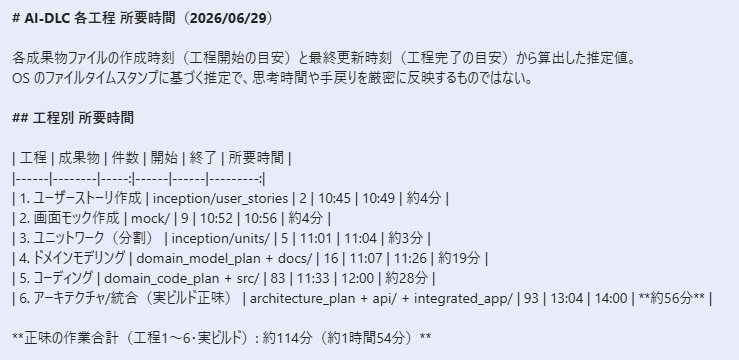 # AI-DLC 各工程 所要時間（2026/06/29）
各成果物ファイルの作成時刻（工程開始の目安）と最終更新時刻（工程完了の目安）から算出した推定値。
OS のファイルタイムスタンプに基づく推定で、思考時間や手戻りを厳密に反映するものではない。
## 工程別 所要時間
| 工程 | 成果物 | 件数 | 開始 | 終了 | 所要時間 |
|------|--------|-----:|------|------|---------:|
| 1. ユーザーストーリ作成 | inception/user_stories | 2 | 10:45 | 10:49 | 約4分 |
| 2. 画面モック作成 | mock/ | 9 | 10:52 | 10:56 | 約4分 |
| 3. ユニットワーク（分割） | inception/units/ | 5 | 11:01 | 11:04 | 約3分 |
| 4. ドメインモデリング | domain_model_plan + docs/ | 16 | 11:07 | 11:26 | 約19分 |
| 5. コーディング | domain_code_plan + src/ | 83 | 11:33 | 12:00 | 約28分 |
| 6. アーキテクチャ/統合（実ビルド正味） | architecture_plan + api/ + integrated_app/ | 93 | 13:04 | 14:00 | **約56分** |
**正味の作業合計（工程1～6・実ビルド）: 約114分（約1時間54分）**